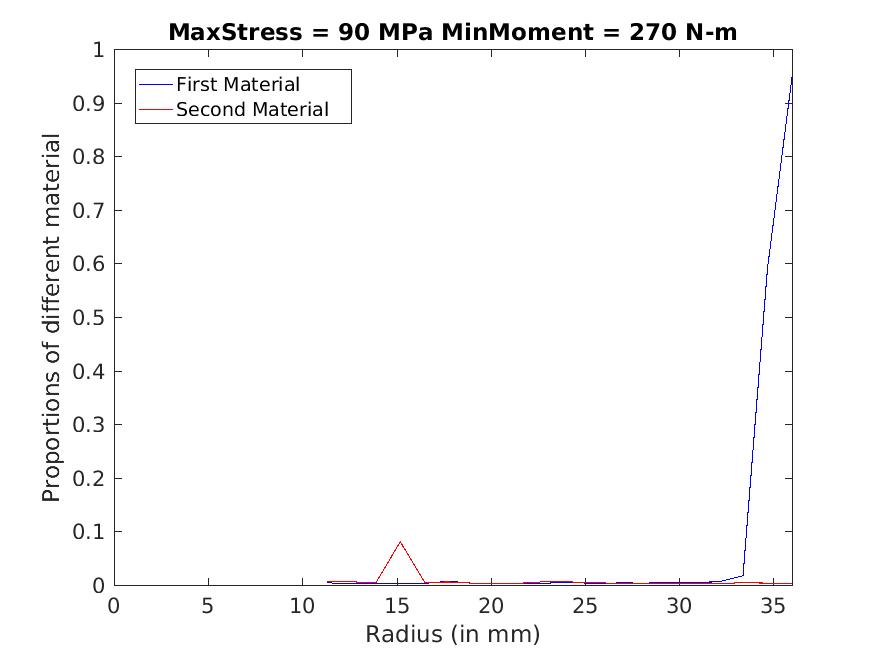 MaxStress = 90 MPa MinMoment = 270 N-m
1
First Material
Second Material
0.9
0.8
0.7
0.6
0.5
0.4
0.3
0.2
0.1
0
Proportions of different material
0 5 10 15 20 25 30 35
Radius (in mm)